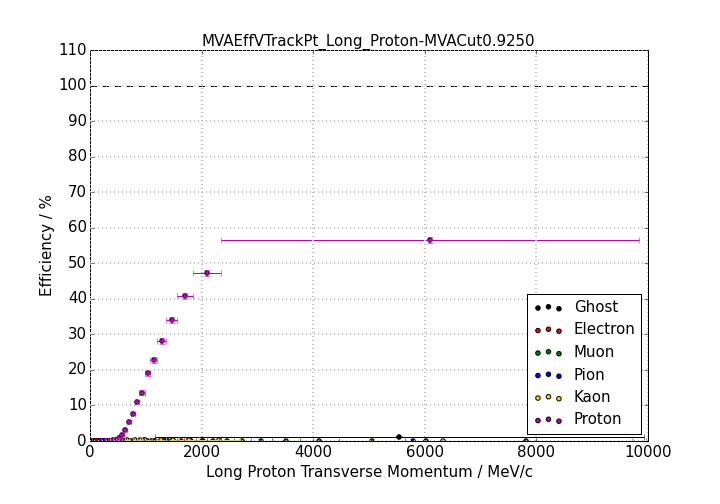 MVAEffVTrackPt_Long_Proton-MVACut0.9250
110
100
90
80
70
60
50
40
30
20
10
0
Efficiency / %
Ghost
Electron
Muon
Pion
Kaon
Proton
0 2000 4000 6000 8000 10000
Long Proton Transverse Momentum / MeV/c